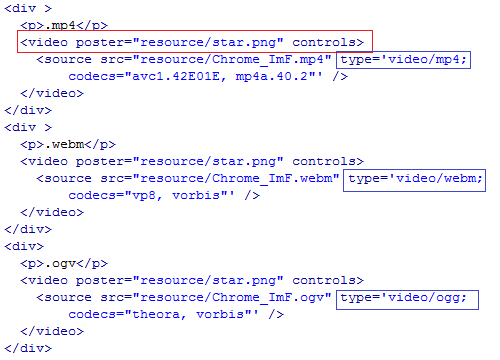 <div >
<p>.mp4</p>
<video poster="resource/star.png" controls>
<source src="resource/Chrome_ImF.mp4" type='video/mp4;
codecs="avc1.42E01E, mp4a.40.2"' />
</video>
</div>
<div >
<p>.webm</p>
<video poster="resource/star.png" controls>
<source src="resource/Chrome_ImF.webm" type='video/webm;
codecs="vp8, vorbis"' />
</video>
</div>
<div>
<p>.ogv</p>
<video poster="resource/star.png" controls>
<source src="resource/Chrome_ImF.ogv" type='video/ogg;
codecs="theora, vorbis"' />
</video>
</div>